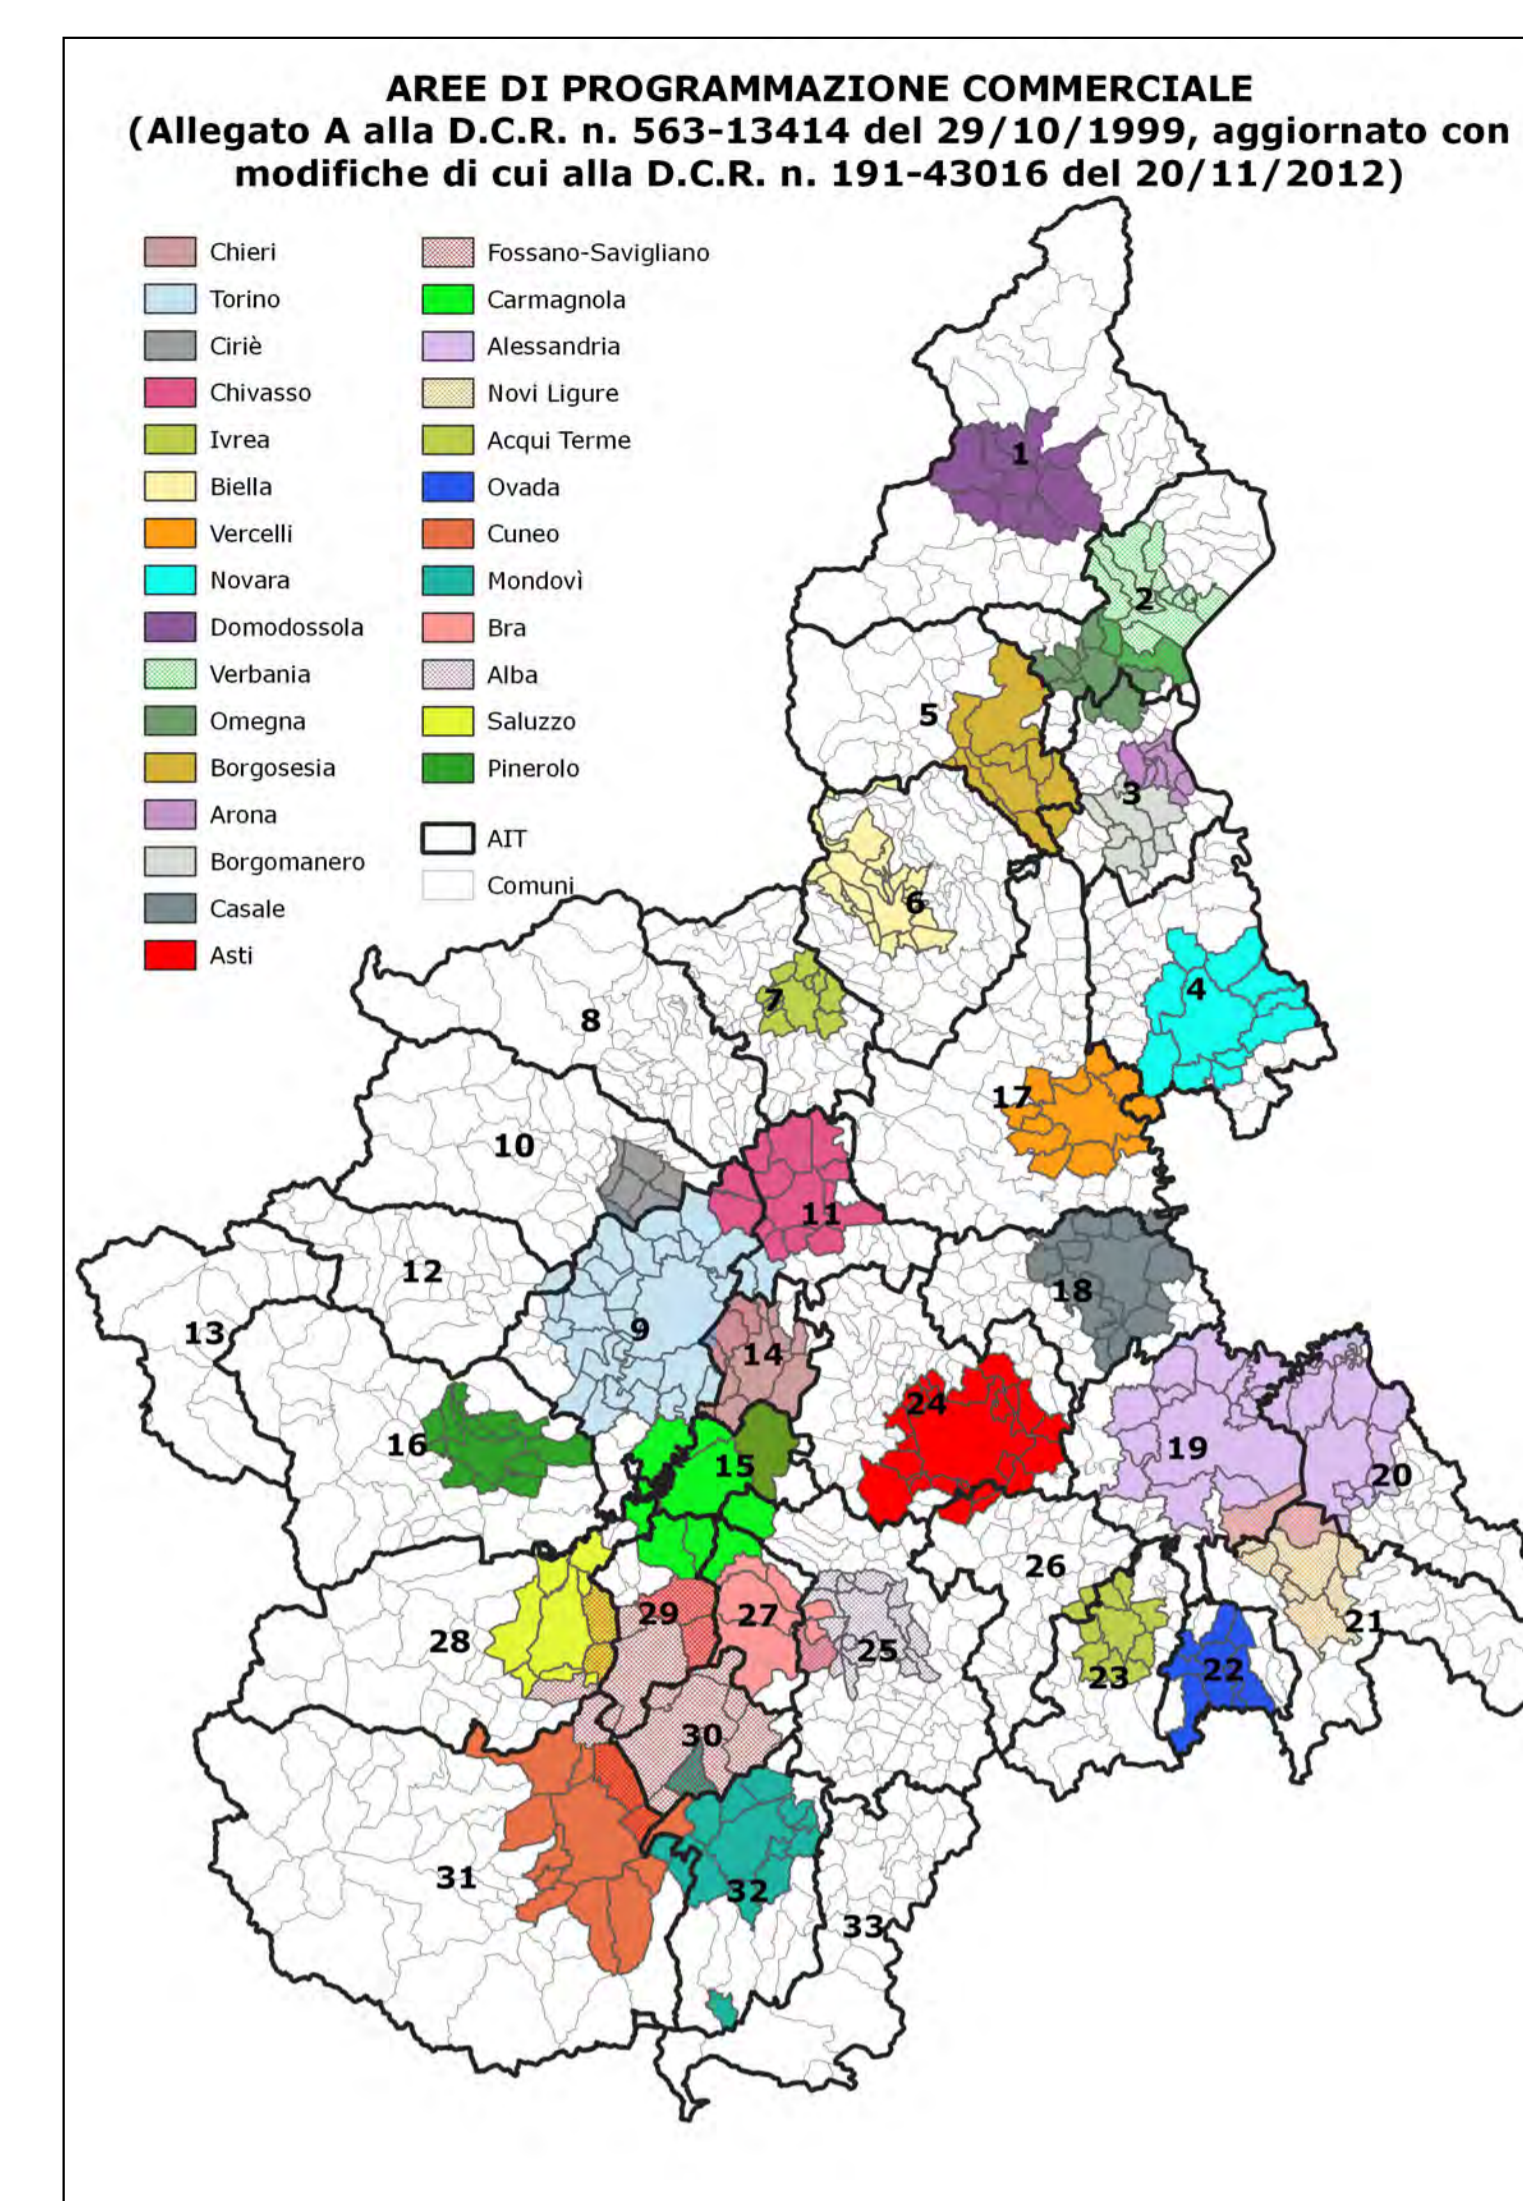 AREE DI PROGRAMMAZIONE COMMERCIALE
(Allegato A alla D.C.R. n. 563-13414 del 29/10/1999, aggiornato con
modifiche di cui alla D.C.R. n. 191-43016 del 20/11/2012)
Chieri
Torino
Ciriè
Chivasso
Ivrea
Biella
Vercelli
Novara
Domodossola
Verbania
Omegna
Borgosesia
Arona
Borgomanero
Casale
Asti
Fossano-Savigliano
Carmagnola
Alessandria
Novi Ligure
Acqui Terme
Ovada
Cuneo
Mondovì
Bra
Alba
Saluzzo
Pinerolo
AIT
Comuni
1
2
5
3
6
4
7
8
17
10
11
12
18
9
13
14
24
16
15
19
20
26
29
27
21
28
25
22
23
30
31
32
33